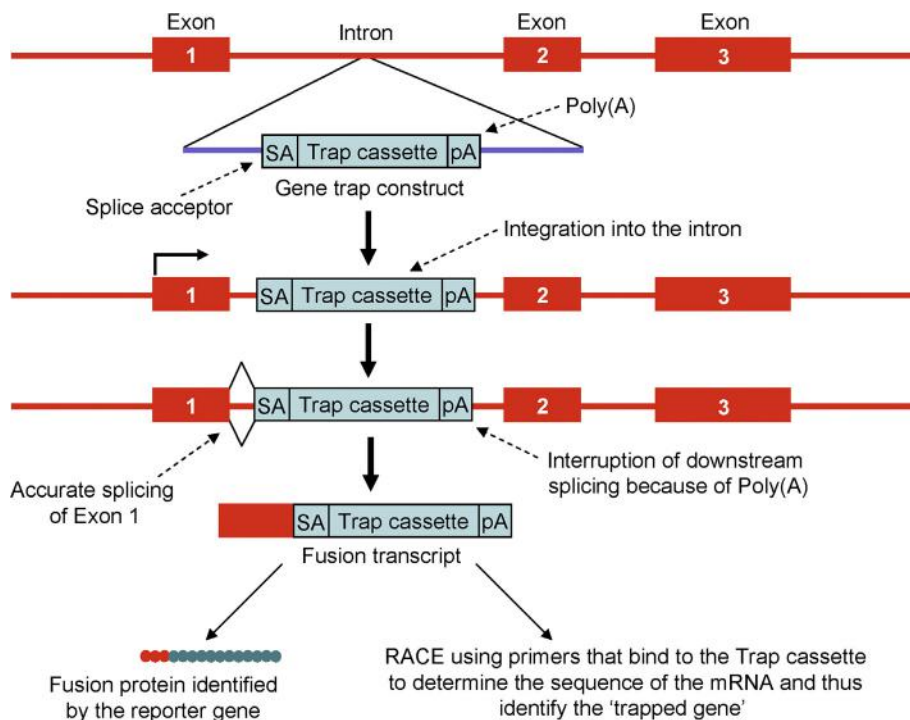 Exon
Intron
Exon
Exon
1
2
3
Poly(A)
SA
Trap cassette
pA
Splice acceptor
Gene trap construct
Integration into the intron
1
SA
Trap cassette
pA
2
3
1
SA
Trap cassette
pA
2
3
Accurate splicing
of Exon 1
Interruption of downstream
splicing because of Poly(A)
SA
Trap cassette
pA
Fusion transcript
Fusion protein identified
by the reporter gene
RACE using primers that bind to the Trap cassette
to determine the sequence of the mRNA and thus
identify the ‘trapped gene’